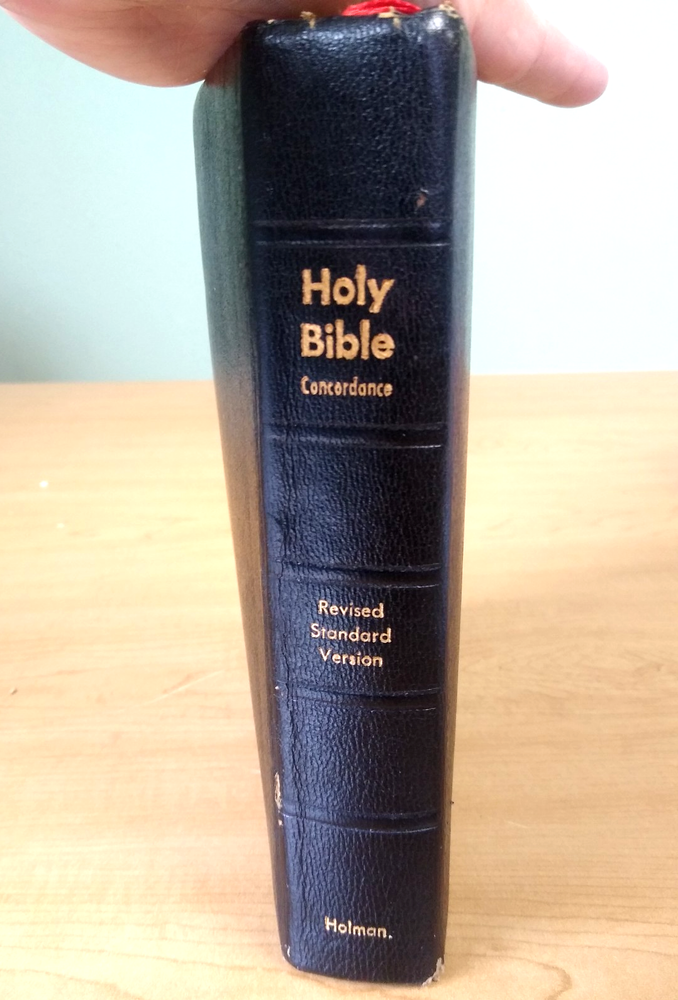 Holy
Bible
Concordance
Revised
Standard
Version
Holman.